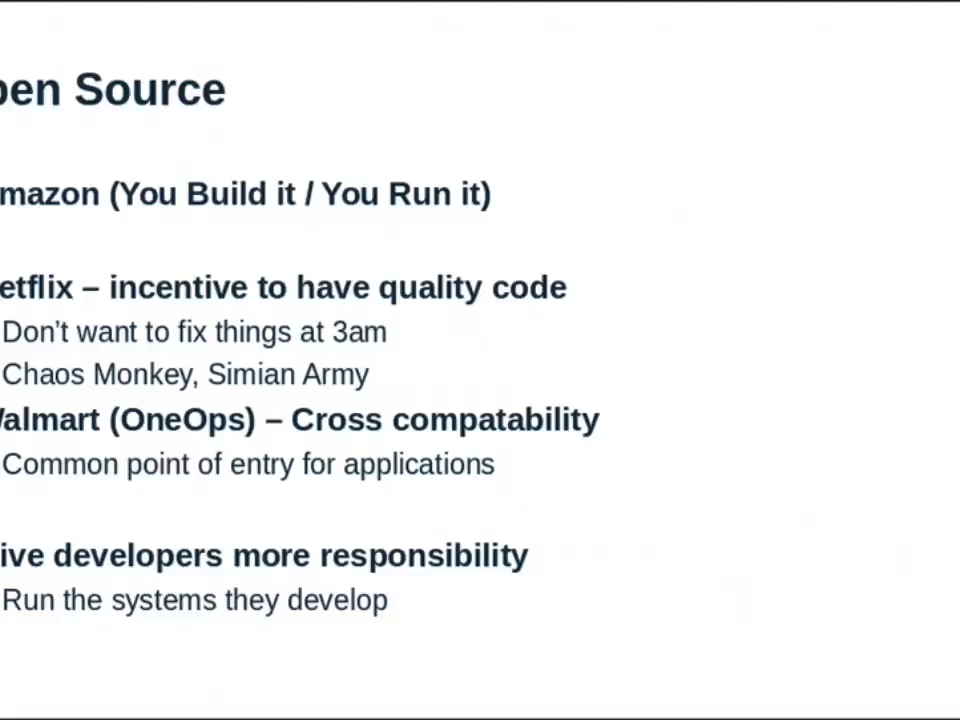 pen Source
mazon (You Build it / You Run it)
etflix – incentive to have quality code
Don’t want to fix things at 3am
Chaos Monkey, Simian Army
Walmart (OneOps) – Cross compatability
Common point of entry for applications
ive developers more responsibility
Run the systems they develop